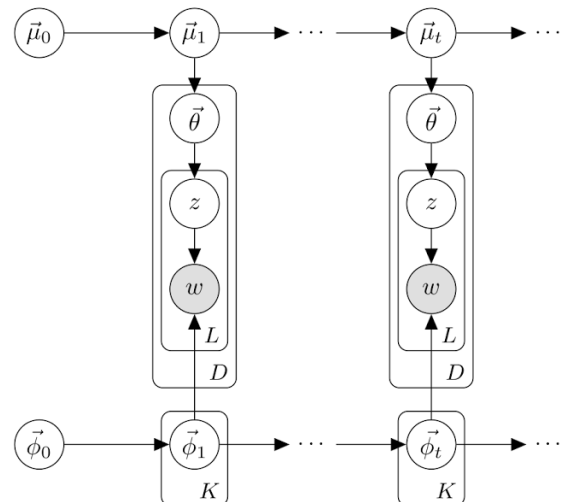 μ⃗₀ μ⃗₁ ··· μ⃗ₜ ···
θ⃗ θ⃗
z z
w w
L L
D D
ϕ⃗₀ ϕ⃗₁ ··· ϕ⃗ₜ ···
K K